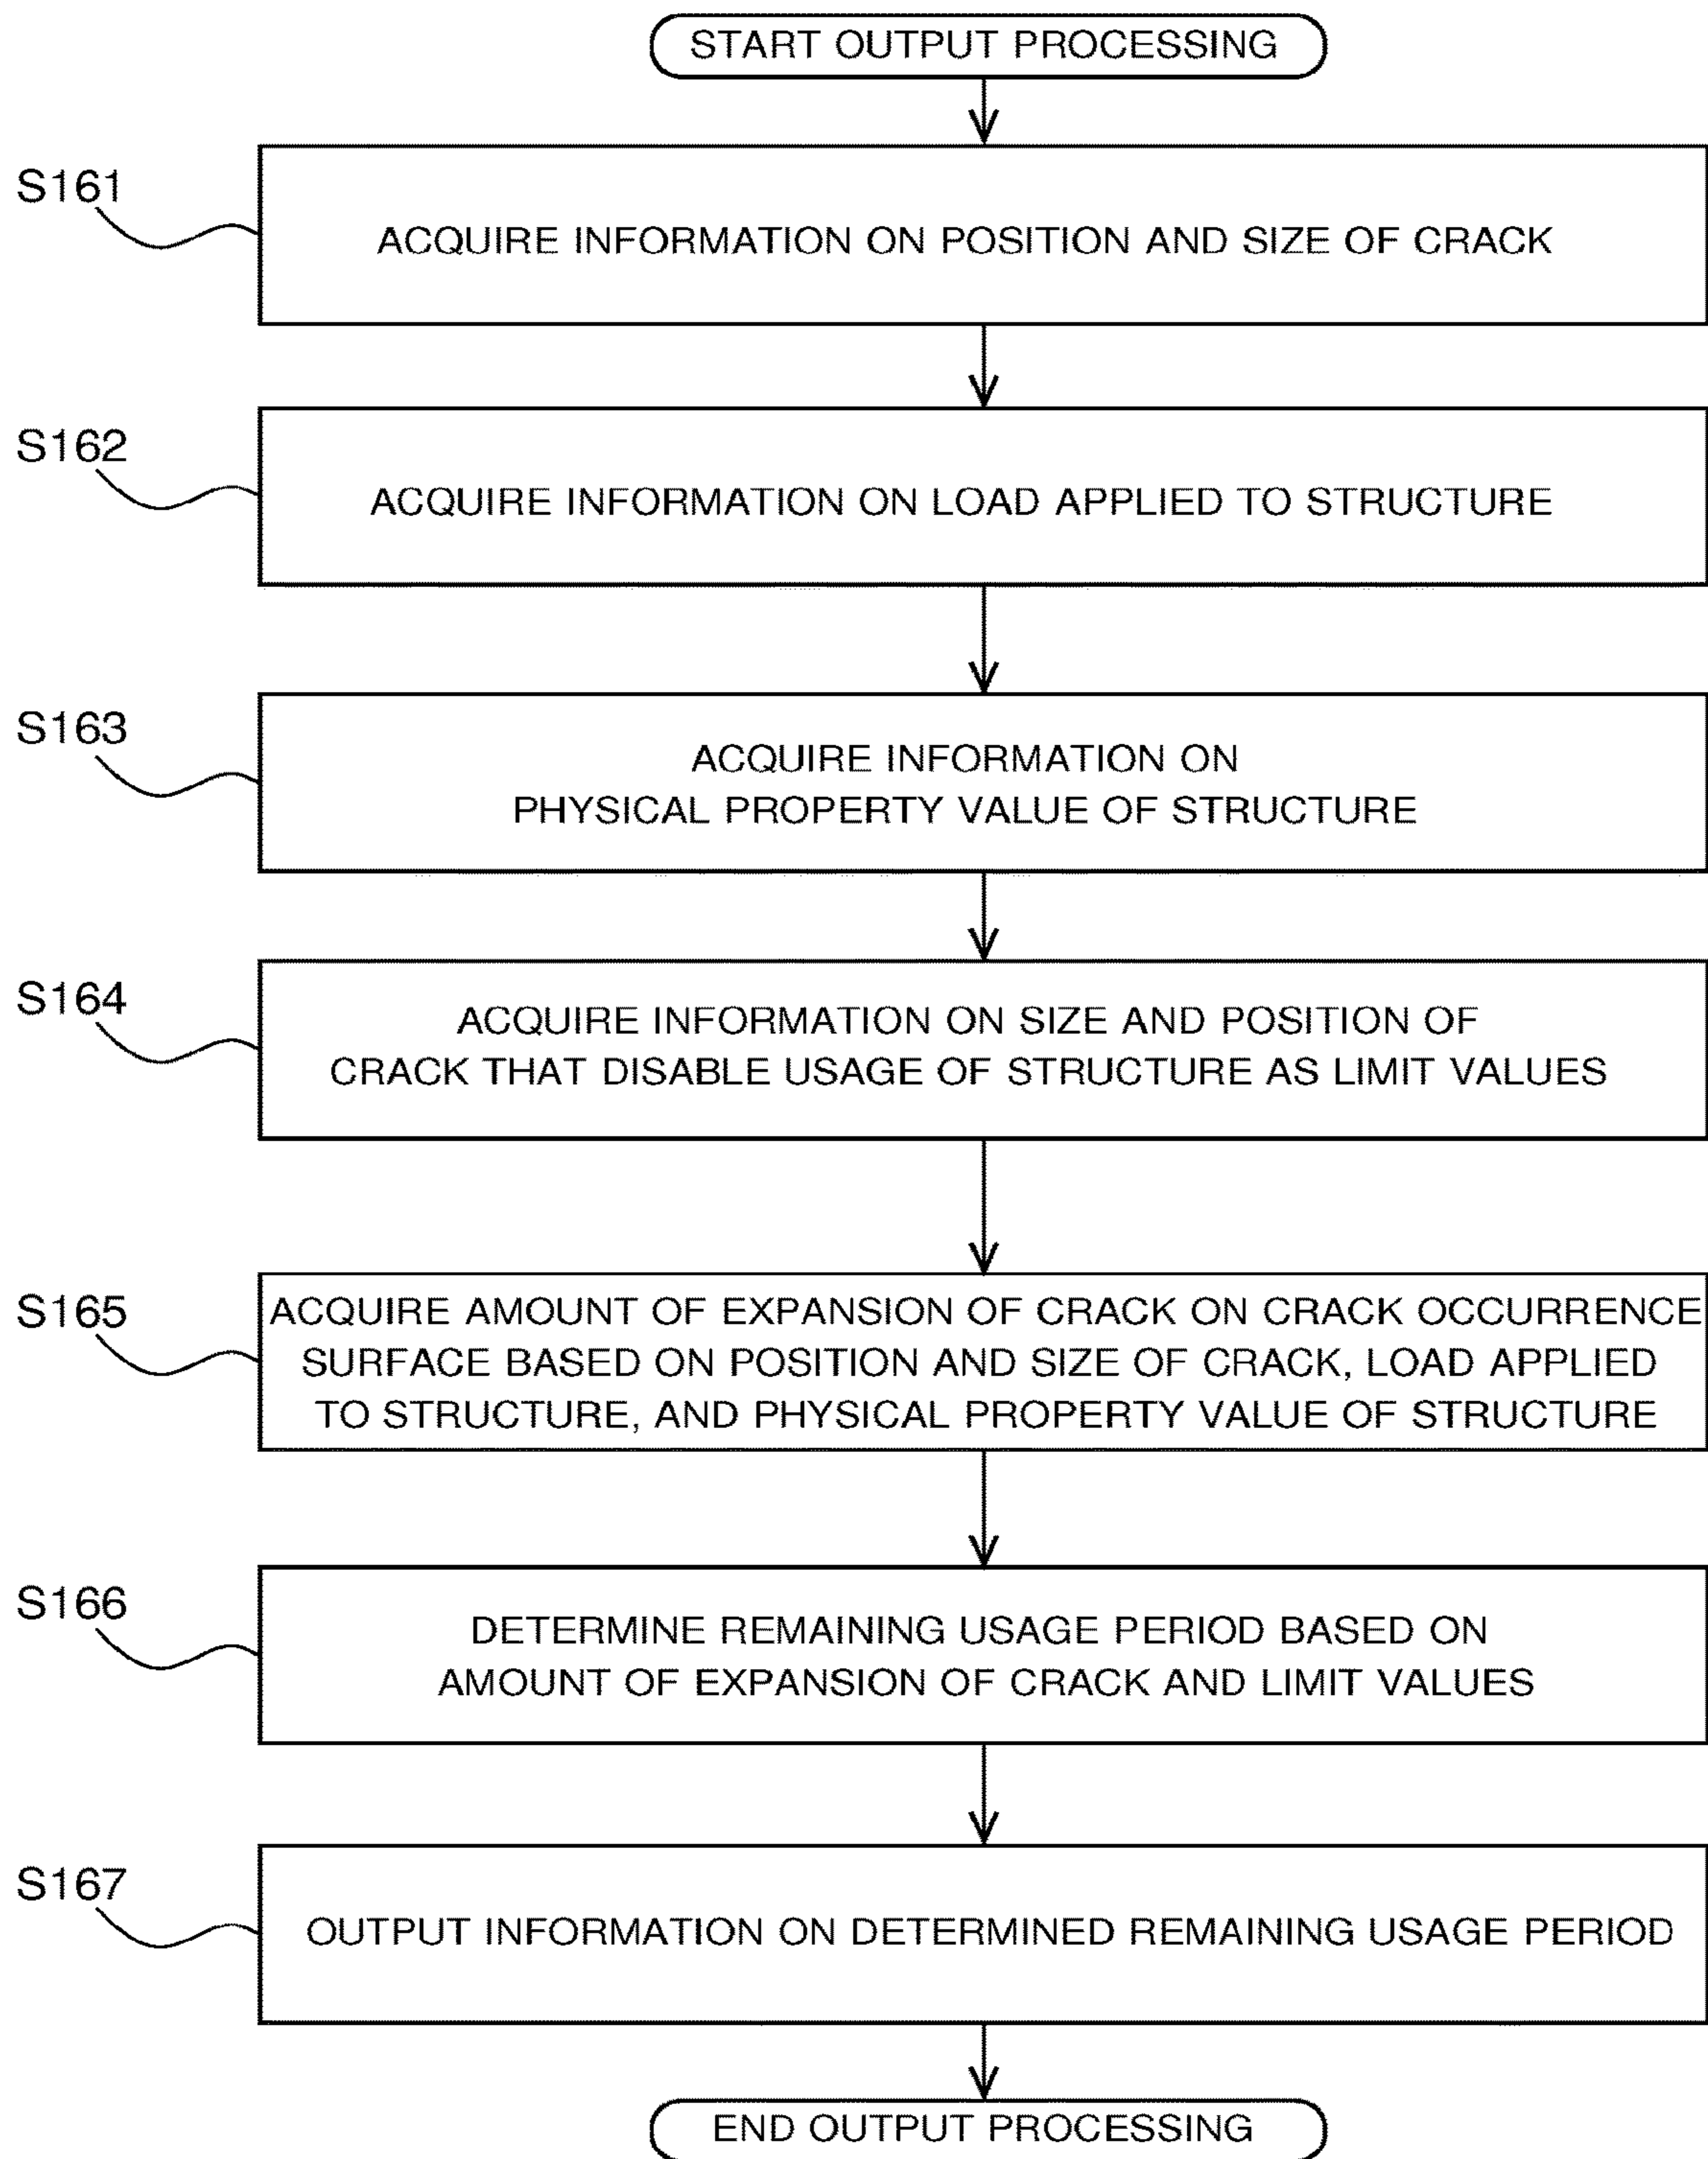 START OUTPUT PROCESSING
S161
ACQUIRE INFORMATION ON POSITION AND SIZE OF CRACK
S162
ACQUIRE INFORMATION ON LOAD APPLIED TO STRUCTURE
S163
ACQUIRE INFORMATION ON
PHYSICAL PROPERTY VALUE OF STRUCTURE
S164
ACQUIRE INFORMATION ON SIZE AND POSITION OF
CRACK THAT DISABLE USAGE OF STRUCTURE AS LIMIT VALUES
S165
ACQUIRE AMOUNT OF EXPANSION OF CRACK ON CRACK OCCURRENCE
SURFACE BASED ON POSITION AND SIZE OF CRACK, LOAD APPLIED
TO STRUCTURE, AND PHYSICAL PROPERTY VALUE OF STRUCTURE
S166
DETERMINE REMAINING USAGE PERIOD BASED ON
AMOUNT OF EXPANSION OF CRACK AND LIMIT VALUES
S167
OUTPUT INFORMATION ON DETERMINED REMAINING USAGE PERIOD
END OUTPUT PROCESSING